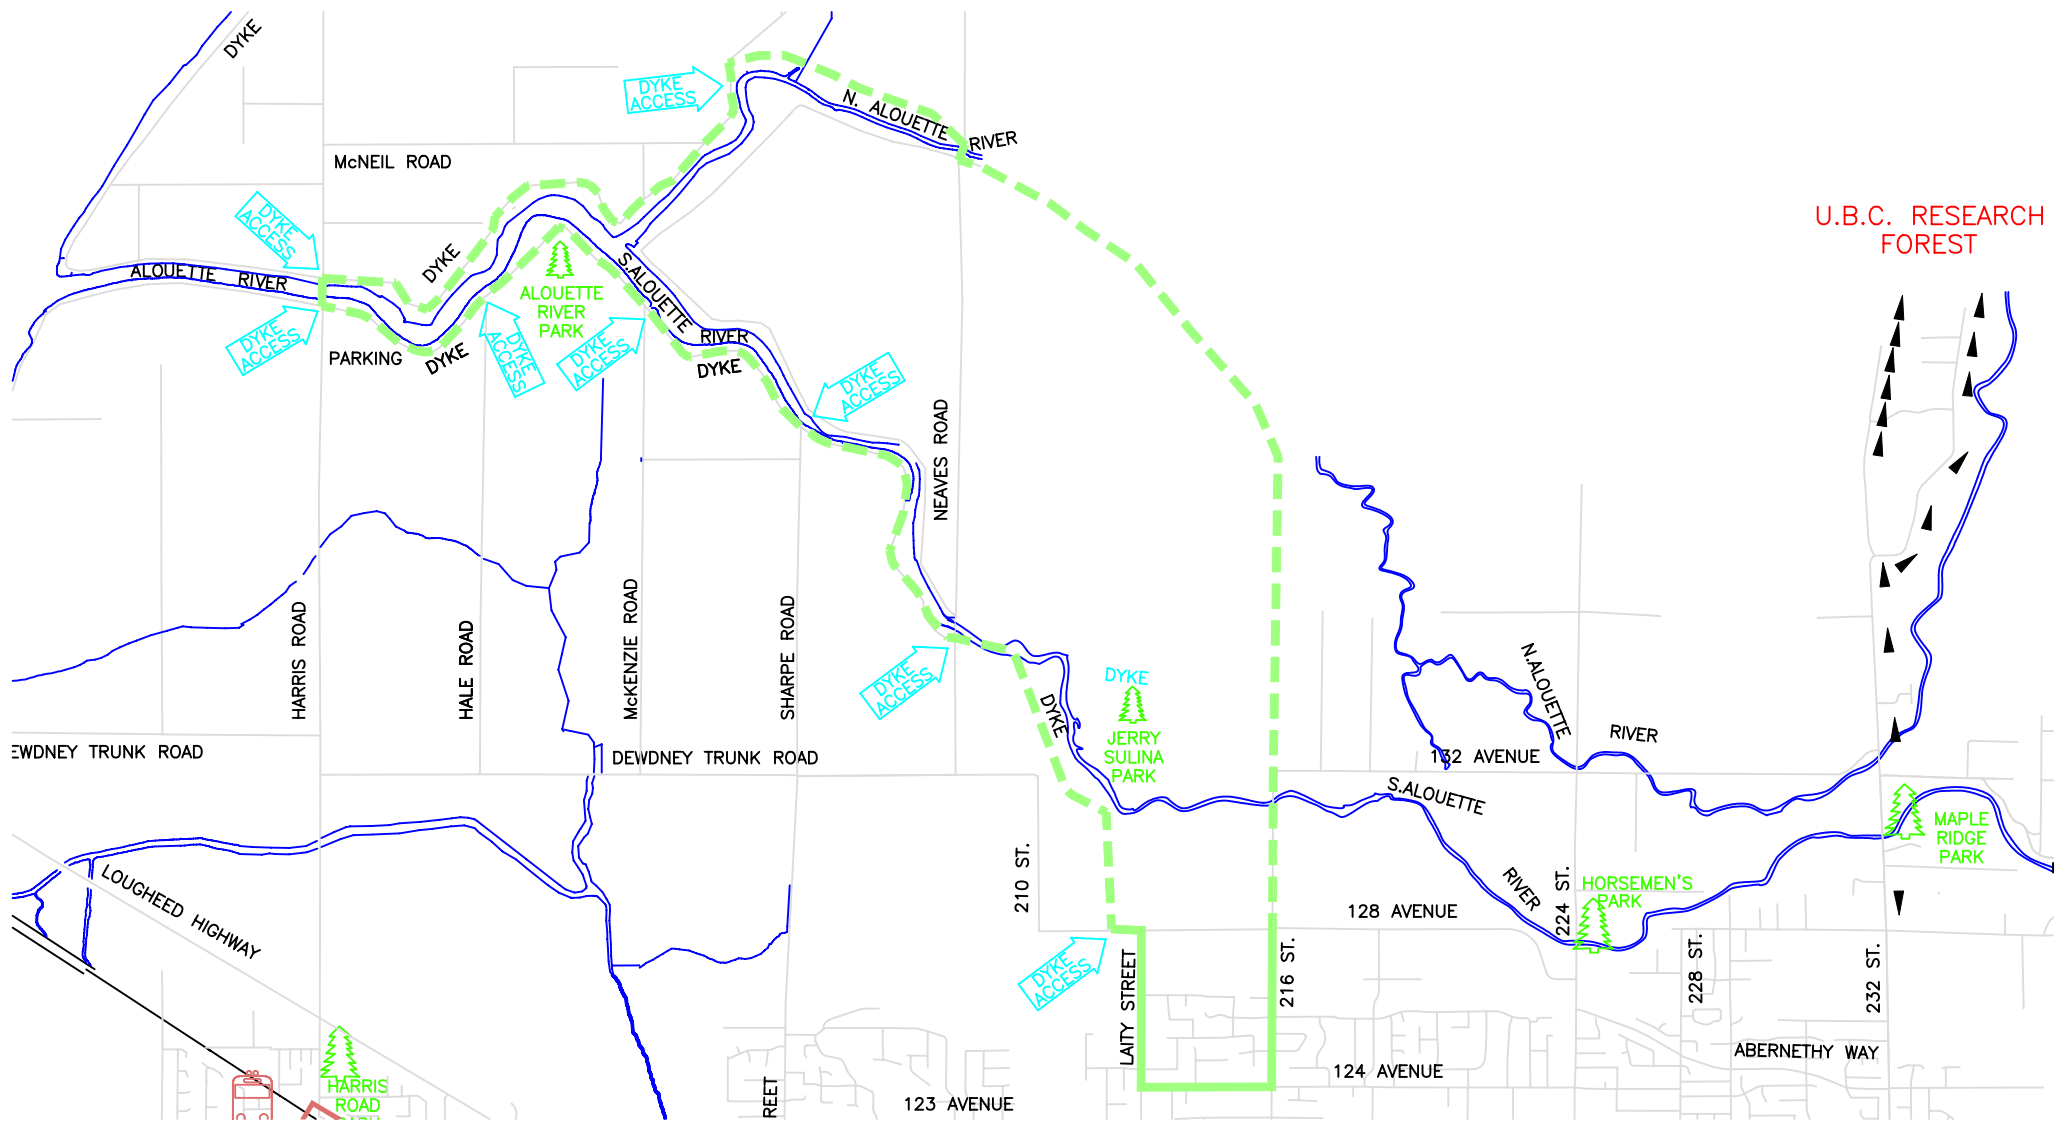 DYKE
DYKE
ACCESS
N. ALOUETTE
RIVER
McNEIL ROAD
DYKE
ACCESS
U.B.C. RESEARCH
FOREST
DYKE
ALOUETTE RIVER
S.ALOUETTE
RIVER
ALOUETTE
RIVER
PARK
DYKE
ACCESS
PARKING
DYKE
DYKE
ACCESS
DYKE
ACCESS
DYKE
DYKE
ACCESS
NEAVES ROAD
HARRIS ROAD
HALE ROAD
McKENZIE ROAD
SHARPE ROAD
DYKE
ACCESS
DYKE
DYKE
JERRY
SULINA
PARK
N.ALOUETTE
RIVER
EWDNEY TRUNK ROAD
DEWDNEY TRUNK ROAD
132 AVENUE
S.ALOUETTE
RIVER
MAPLE
RIDGE
PARK
LOUGHEED HIGHWAY
210 ST.
128 AVENUE
224 ST.
HORSEMEN'S
PARK
DYKE
ACCESS
LAITY STREET
216 ST.
228 ST.
232 ST.
ABERNETHY WAY
124 AVENUE
HARRIS
ROAD
REET
123 AVENUE